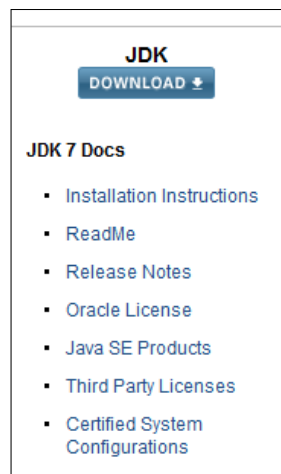 JDK
DOWNLOAD
JDK 7 Docs
Installation Instructions
ReadMe
Release Notes
Oracle License
Java SE Products
Third Party Licenses
Certified System
Configurations